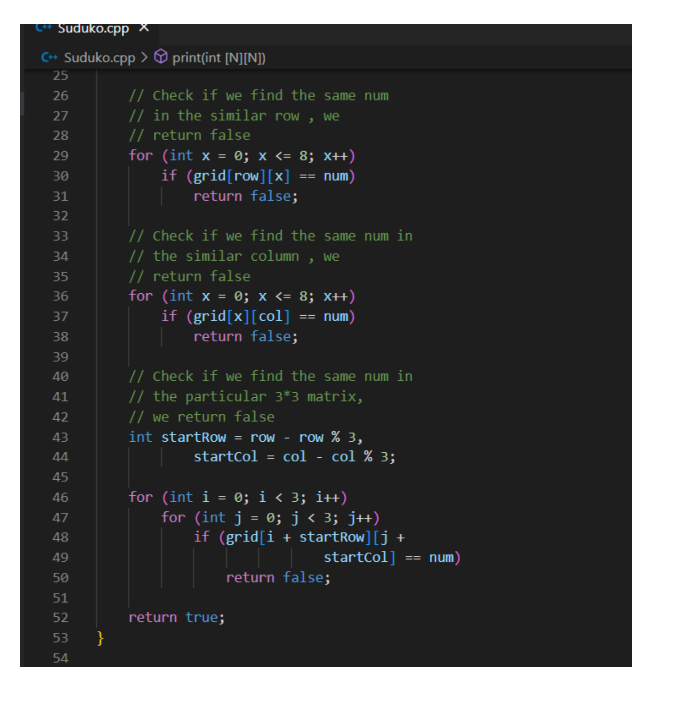 Suduko.cpp ×
Suduko.cpp > print(int [N][N])
25
26 // Check if we find the same num
27 // in the similar row , we
28 // return false
29 for (int x = 0; x <= 8; x++)
30 if (grid[row][x] == num)
31 return false;
32
33 // Check if we find the same num in
34 // the similar column , we
35 // return false
36 for (int x = 0; x <= 8; x++)
37 if (grid[x][col] == num)
38 return false;
39
40 // Check if we find the same num in
41 // the particular 3*3 matrix,
42 // we return false
43 int startRow = row - row % 3,
44 startCol = col - col % 3;
45
46 for (int i = 0; i < 3; i++)
47 for (int j = 0; j < 3; j++)
48 if (grid[i + startRow][j +
49 startCol] == num)
50 return false;
51
52 return true;
53 }
54